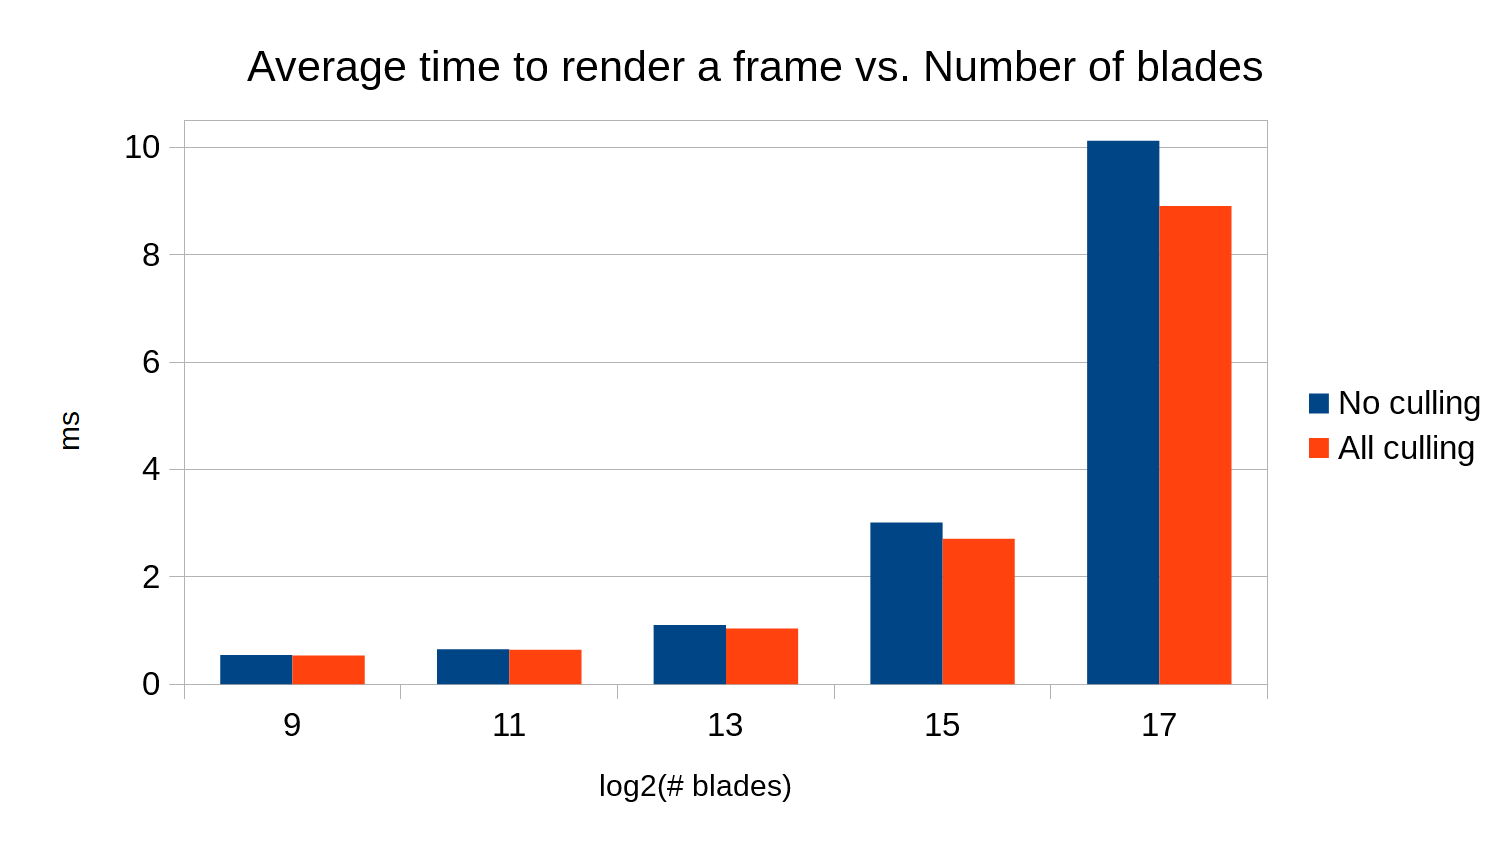 Average time to render a frame vs. Number of blades
10
8
6
4
2
0
ms
9 11 13 15 17
log2(# blades)
No culling
All culling